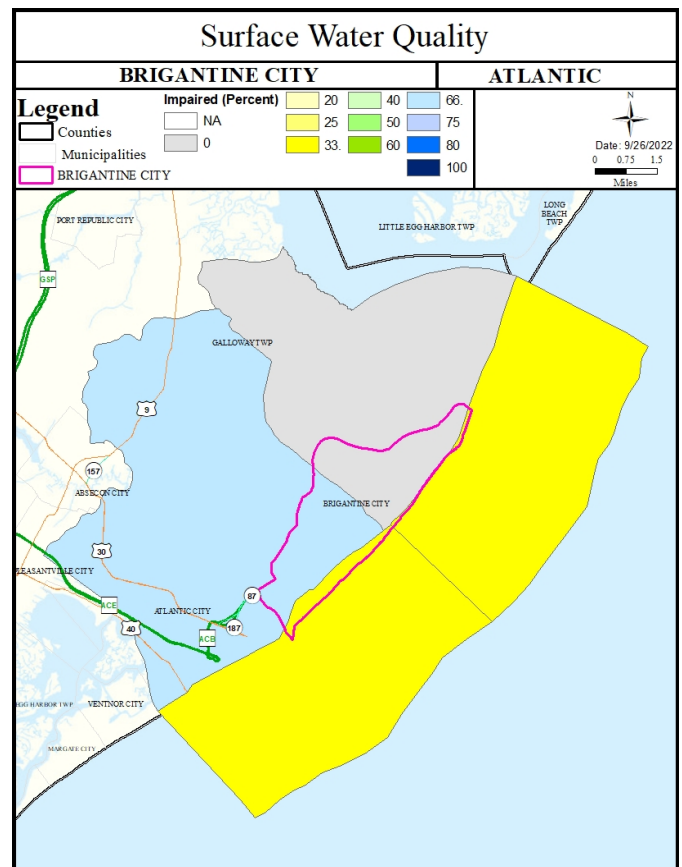 Surface Water Quality
BRIGANTINE CITY
ATLANTIC
Legend
Counties
Municipalities
BRIGANTINE CITY
Impaired (Percent)
NA
0
20
25
33.
40
50
60
66.
75
80
100
N
Date: 9/26/2022
0 0.75 1.5
Miles
PORT REPUBLIC CITY
LITTLE EGG HARBOR TWP
LONG
BEACH
TWP
GSP
GALLOWAY TWP
9
157
ABSECON CITY
BRIGANTINE CITY
30
LEASANTVILLE CITY
87
ACE
ATLANTIC CITY
40
187
ACB
EGG HARBOR TWP
VENTNOR CITY
MARGATE CITY